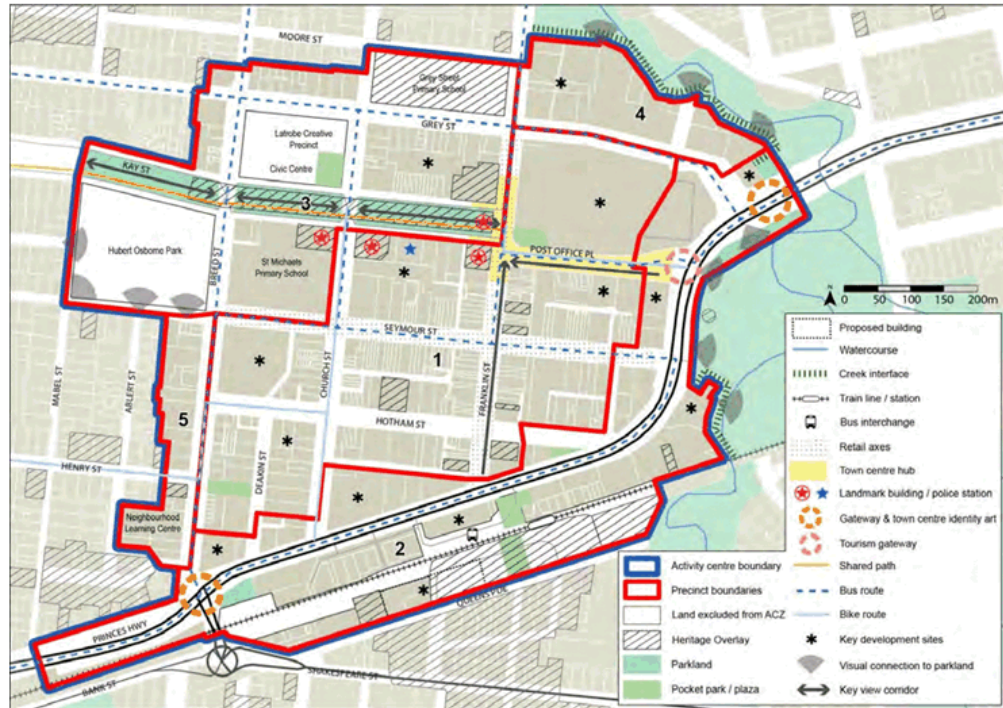 MOORE ST
Grey Street
Primary School
GREY ST
Latrobe Creative
Precinct
Civic Centre
4
KAY ST
3
Hubert Osborne Park
BREED ST
St Michaels
Primary School
POST OFFICE PL
SEYMOUR ST
MABEL ST
CHURCH ST
1
FRANKLIN ST
5
HOTHAM ST
HENRY ST
DEAKIN ST
Neighbourhood
Learning Centre
2
PRINCES HWY
BANK ST
SHAKESPEARE ST
N
0 50 100 150 200m
Proposed building
Watercourse
Creek interface
Train line / station
Bus interchange
Retail axes
Town centre hub
Landmark building / police station
Gateway & town centre identity art
Tourism gateway
Shared path
Bus route
Bike route
Key development sites
Visual connection to parkland
Key view corridor
Activity centre boundary
Precinct boundaries
Land excluded from ACZ
Heritage Overlay
Parkland
Pocket park / plaza